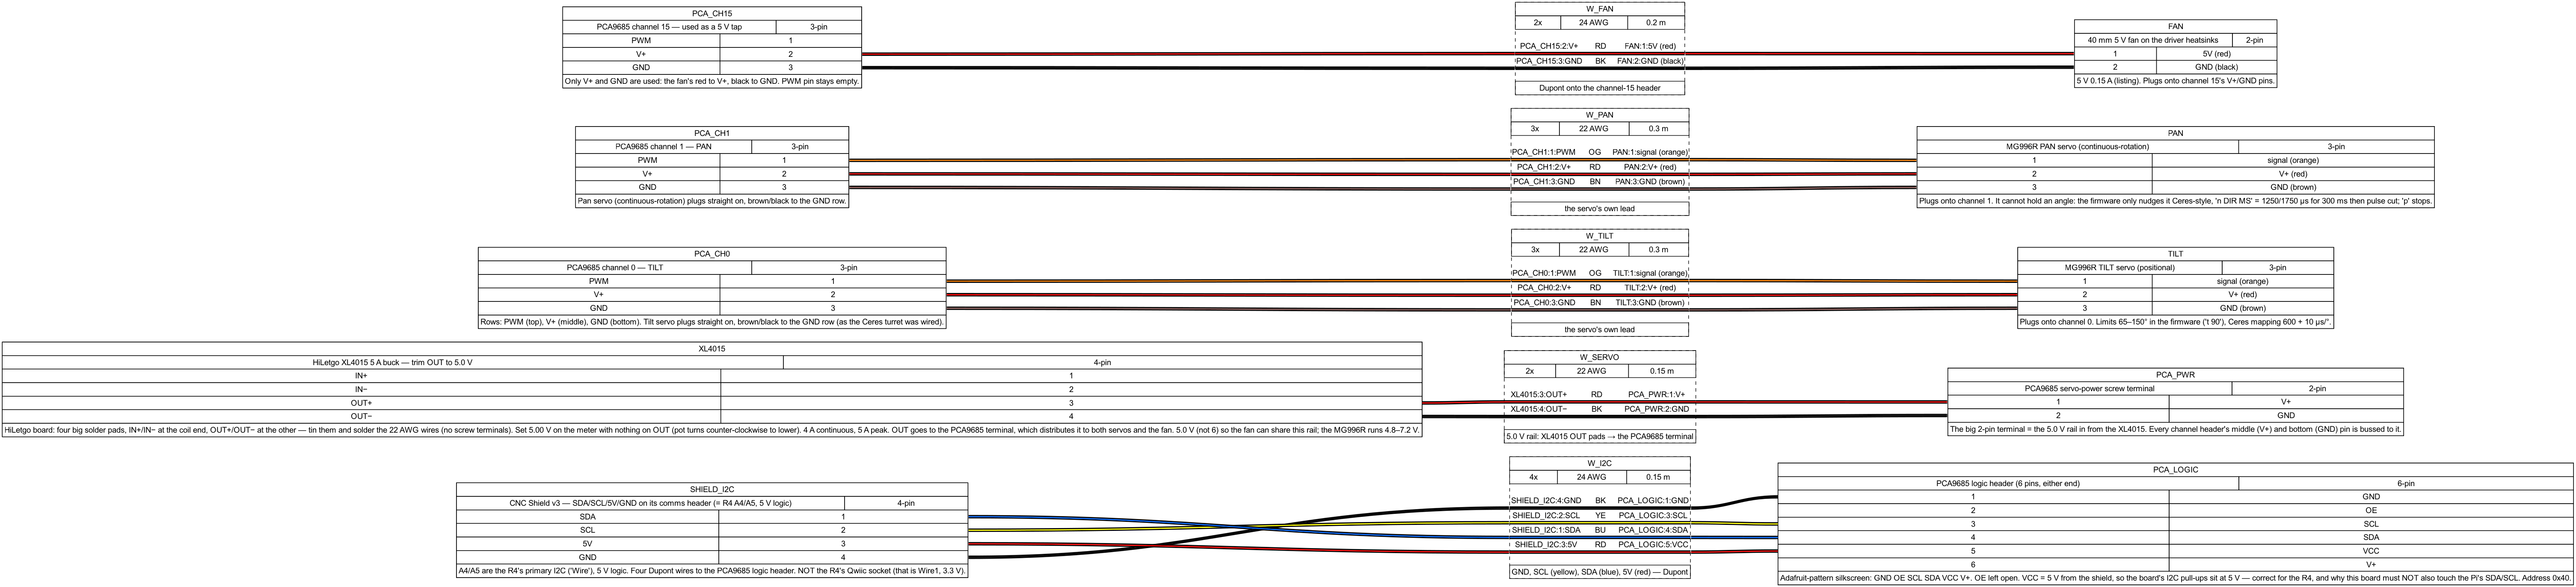 PCA_CH15
PCA9685 channel 15 — used as a 5 V tap 3-pin
PWM 1
V+ 2
GND 3
Only V+ and GND are used: the fan's red to V+, black to GND. PWM pin stays empty.
W_FAN
2x 24 AWG 0.2 m
PCA_CH15:2:V+ RD FAN:1:5V (red)
PCA_CH15:3:GND BK FAN:2:GND (black)
Dupont onto the channel-15 header
FAN
40 mm 5 V fan on the driver heatsinks 2-pin
1 5V (red)
2 GND (black)
5 V 0.15 A (listing). Plugs onto channel 15's V+/GND pins.
PCA_CH1
PCA9685 channel 1 — PAN 3-pin
PWM 1
V+ 2
GND 3
Pan servo (continuous-rotation) plugs straight on, brown/black to the GND row.
W_PAN
3x 22 AWG 0.3 m
PCA_CH1:1:PWM OG PAN:1:signal (orange)
PCA_CH1:2:V+ RD PAN:2:V+ (red)
PCA_CH1:3:GND BN PAN:3:GND (brown)
the servo's own lead
PAN
MG996R PAN servo (continuous-rotation) 3-pin
1 signal (orange)
2 V+ (red)
3 GND (brown)
Plugs onto channel 1. It cannot hold an angle: the firmware only nudges it Ceres-style, 'n DIR MS' = 1250/1750 µs for 300 ms then pulse cut; 'p' stops.
PCA_CH0
PCA9685 channel 0 — TILT 3-pin
PWM 1
V+ 2
GND 3
Rows: PWM (top), V+ (middle), GND (bottom). Tilt servo plugs straight on, brown/black to the GND row (as the Ceres turret was wired).
W_TILT
3x 22 AWG 0.3 m
PCA_CH0:1:PWM OG TILT:1:signal (orange)
PCA_CH0:2:V+ RD TILT:2:V+ (red)
PCA_CH0:3:GND BN TILT:3:GND (brown)
the servo's own lead
TILT
MG996R TILT servo (positional) 3-pin
1 signal (orange)
2 V+ (red)
3 GND (brown)
Plugs onto channel 0. Limits 65–150° in the firmware ('t 90'), Ceres mapping 600 + 10 µs/°.
XL4015
HiLetgo XL4015 5 A buck — trim OUT to 5.0 V 4-pin
IN+ 1
IN− 2
OUT+ 3
OUT− 4
HiLetgo board: four big solder pads, IN+/IN− at the coil end, OUT+/OUT− at the other — tin them and solder the 22 AWG wires (no screw terminals). Set 5.00 V on the meter with nothing on OUT (pot turns counter-clockwise to lower). 4 A continuous, 5 A peak. OUT goes to the PCA9685 terminal, which distributes it to both servos and the fan. 5.0 V (not 6) so the fan can share this rail; the MG996R runs 4.8–7.2 V.
W_SERVO
2x 22 AWG 0.15 m
XL4015:3:OUT+ RD PCA_PWR:1:V+
XL4015:4:OUT− BK PCA_PWR:2:GND
5.0 V rail: XL4015 OUT pads → the PCA9685 terminal
PCA_PWR
PCA9685 servo-power screw terminal 2-pin
1 V+
2 GND
The big 2-pin terminal = the 5.0 V rail in from the XL4015. Every channel header's middle (V+) and bottom (GND) pin is bussed to it.
SHIELD_I2C
CNC Shield v3 — SDA/SCL/5V/GND on its comms header (= R4 A4/A5, 5 V logic) 4-pin
SDA 1
SCL 2
5V 3
GND 4
A4/A5 are the R4's primary I2C ('Wire'), 5 V logic. Four Dupont wires to the PCA9685 logic header. NOT the R4's Qwiic socket (that is Wire1, 3.3 V).
W_I2C
4x 24 AWG 0.15 m
SHIELD_I2C:4:GND BK PCA_LOGIC:1:GND
SHIELD_I2C:2:SCL YE PCA_LOGIC:3:SCL
SHIELD_I2C:1:SDA BU PCA_LOGIC:4:SDA
SHIELD_I2C:3:5V RD PCA_LOGIC:5:VCC
GND, SCL (yellow), SDA (blue), 5V (red) — Dupont
PCA_LOGIC
PCA9685 logic header (6 pins, either end) 6-pin
1 GND
2 OE
3 SCL
4 SDA
5 VCC
6 V+
Adafruit-pattern silkscreen: GND OE SCL SDA VCC V+. OE left open. VCC = 5 V from the shield, so the board's I2C pull-ups sit at 5 V — correct for the R4, and why this board must NOT also touch the Pi's SDA/SCL. Address 0x40.